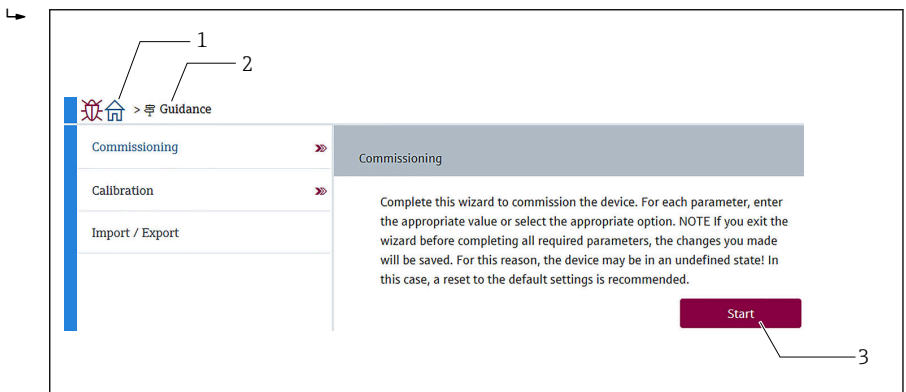 1
2
> Guidance
Commissioning
Calibration
Import / Export
Commissioning
Complete this wizard to commission the device. For each parameter, enter
the appropriate value or select the appropriate option. NOTE If you exit the
wizard before completing all required parameters, the changes you made
will be saved. For this reason, the device may be in an undefined state! In
this case, a reset to the default settings is recommended.
Start
3